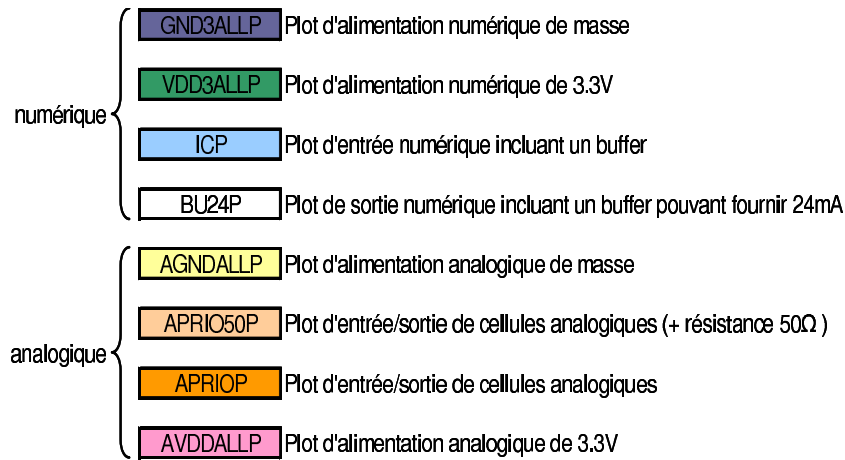 GND3ALLP Plot d'alimentation numérique de masse
VDD3ALLP Plot d'alimentation numérique de 3.3V
numérique
ICP Plot d'entrée numérique incluant un buffer
BU24P Plot de sortie numérique incluant un buffer pouvant fournir 24mA
AGNDALLP Plot d'alimentation analogique de masse
APRIO50P Plot d'entrée/sortie de cellules analogiques (+ résistance 50Ω )
analogique
APRIOP Plot d'entrée/sortie de cellules analogiques
AVDDALLP Plot d'alimentation analogique de 3.3V